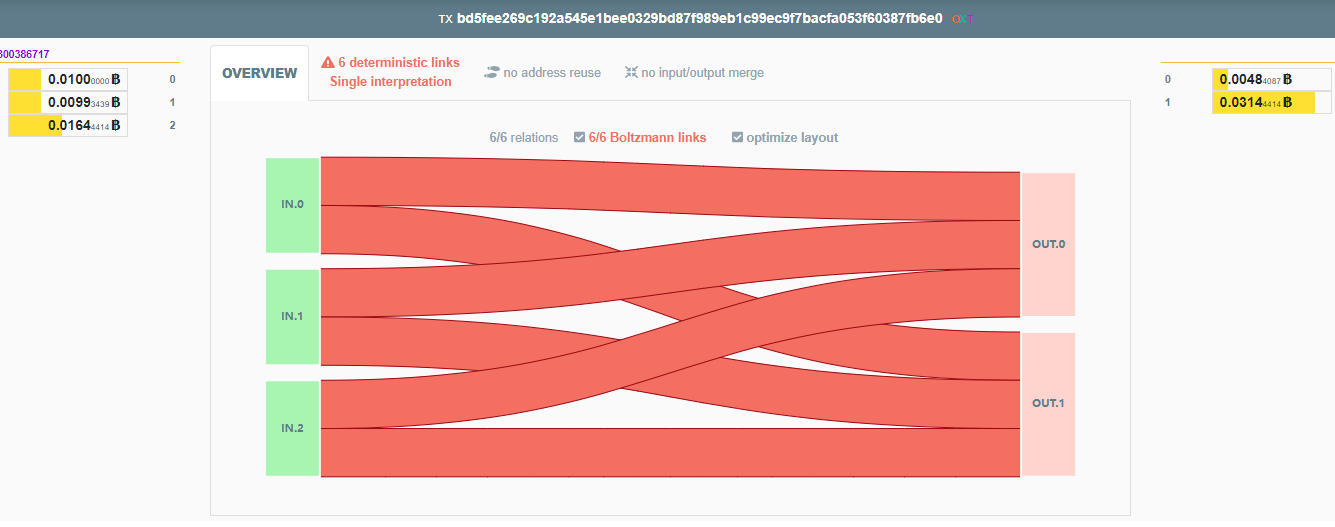 TX bd5fee269c192a545e1bee0329bd87f989eb1c99ec9f7bacfa053f60387fb6e0 OXT
300386717
0.01000000 ฿ 0
0.00993439 ฿ 1
0.01644414 ฿ 2
OVERVIEW
6 deterministic links
Single interpretation
no address reuse
no input/output merge
0 0.00484087 ฿
1 0.03144414 ฿
6/6 relations
6/6 Boltzmann links
optimize layout
IN.0
IN.1
IN.2
OUT.0
OUT.1